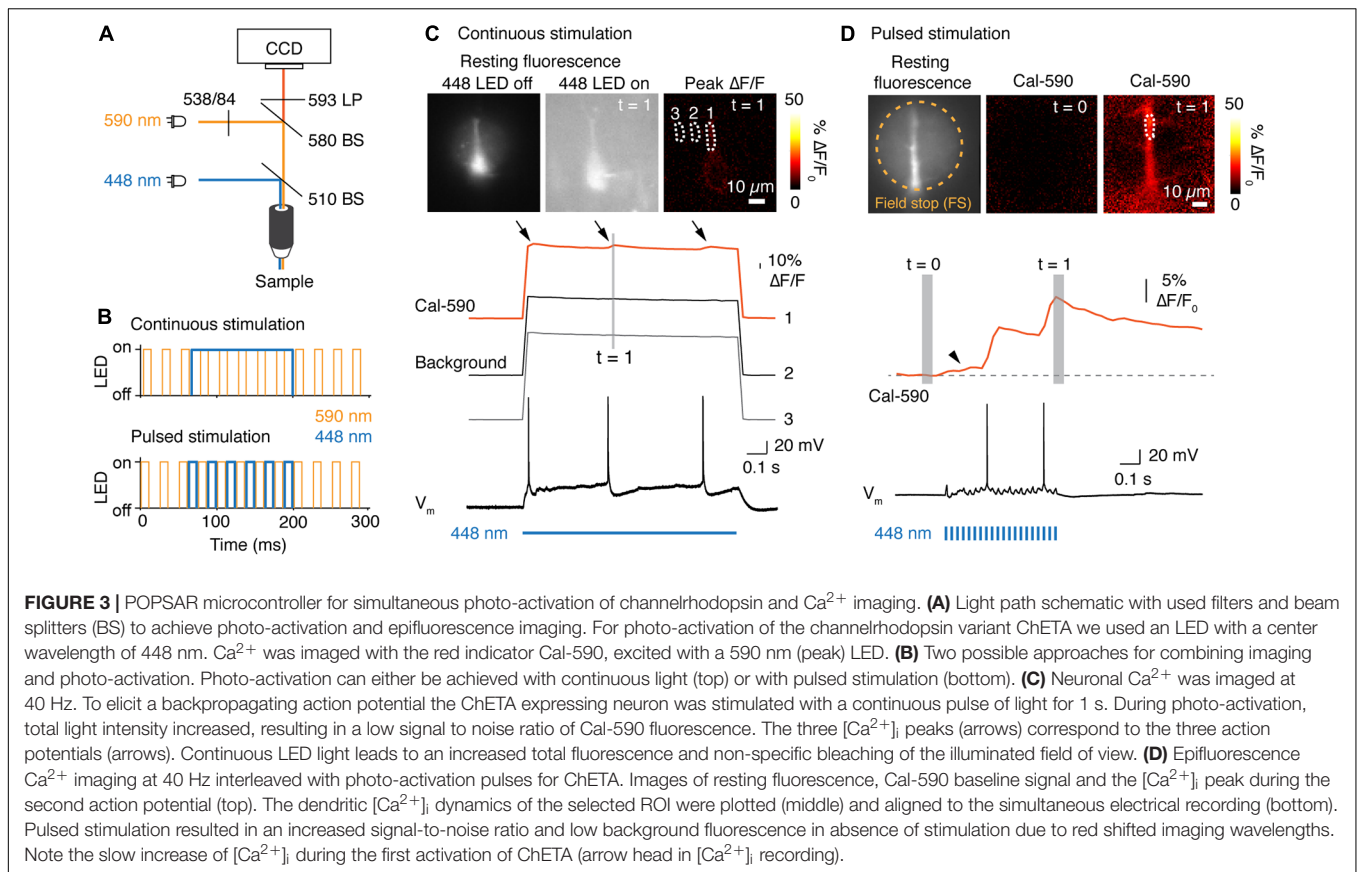 A
CCD
538/84
593 LP
590 nm
580 BS
448 nm
510 BS
Sample
B
Continuous stimulation
on
LED
off
590 nm
Pulsed stimulation
448 nm
on
LED
off
0
100
200
300
Time (ms)
C Continuous stimulation
Resting fluorescence
448 LED off
448 LED on
Peak ΔF/F
t = 1
t = 1
3 2 1
10 µm
50
% ΔF/F₀
0
10%
ΔF/F
Cal-590
1
Background
t = 1
2
3
20 mV
0.1 s
Vₘ
448 nm
D Pulsed stimulation
Resting
fluorescence
Cal-590
Cal-590
t = 0
t = 1
Field stop (FS)
10 µm
50
% ΔF/F₀
0
t = 0
t = 1
5%
ΔF/F₀
Cal-590
20 mV
0.1 s
Vₘ
448 nm
FIGURE 3 | POPSAR microcontroller for simultaneous photo-activation of channelrhodopsin and Ca²⁺ imaging. (A) Light path schematic with used filters and beam
splitters (BS) to achieve photo-activation and epifluorescence imaging. For photo-activation of the channelrhodopsin variant ChETA we used an LED with a center
wavelength of 448 nm. Ca²⁺ was imaged with the red indicator Cal-590, excited with a 590 nm (peak) LED. (B) Two possible approaches for combining imaging
and photo-activation. Photo-activation can either be achieved with continuous light (top) or with pulsed stimulation (bottom). (C) Neuronal Ca²⁺ was imaged at
40 Hz. To elicit a backpropagating action potential the ChETA expressing neuron was stimulated with a continuous pulse of light for 1 s. During photo-activation,
total light intensity increased, resulting in a low signal to noise ratio of Cal-590 fluorescence. The three [Ca²⁺]ᵢ peaks (arrows) correspond to the three action
potentials (arrows). Continuous LED light leads to an increased total fluorescence and non-specific bleaching of the illuminated field of view. (D) Epifluorescence
Ca²⁺ imaging at 40 Hz interleaved with photo-activation pulses for ChETA. Images of resting fluorescence, Cal-590 baseline signal and the [Ca²⁺]ᵢ peak during the
second action potential (top). The dendritic [Ca²⁺]ᵢ dynamics of the selected ROI were plotted (middle) and aligned to the simultaneous electrical recording (bottom).
Pulsed stimulation resulted in an increased signal-to-noise ratio and low background fluorescence in absence of stimulation due to red shifted imaging wavelengths.
Note the slow increase of [Ca²⁺]ᵢ during the first activation of ChETA (arrow head in [Ca²⁺]ᵢ recording).